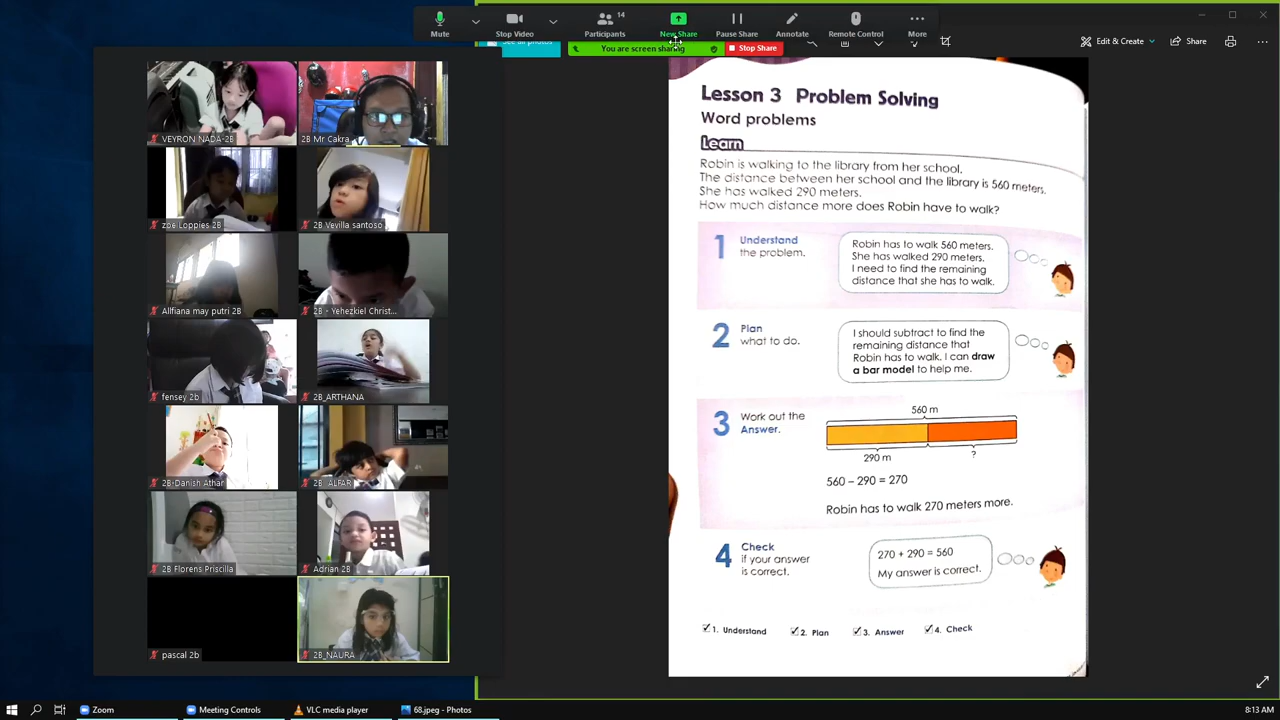 14
Mute
Stop Video
Participants
New Share
Pause Share
Annotate
Remote Control
More
See all photos
You are screen sharing
Stop Share
Edit & Create
Share
VEYRON NADA-2B
2B Mr Cakra
zoe Loppies 2B
2B Vevilla santoso
Allfiana may putri 2B
2B - Yehezkiel Christ...
fensey 2b
2B_ARTHANA
2B-Danish Athar
2B_ALFAR
2B Florens Priscilla
Adrian 2B
pascal 2b
2B_NAURA
Lesson 3 Problem Solving
Word problems
Learn
Robin is walking to the library from her school.
The distance between her school and the library is 560 meters.
She has walked 290 meters.
How much distance more does Robin have to walk?
1 Understand
the problem.
Robin has to walk 560 meters.
She has walked 290 meters.
I need to find the remaining
distance that she has to walk.
2 Plan
what to do.
I should subtract to find the
remaining distance that
Robin has to walk. I can draw
a bar model to help me.
3 Work out the
Answer.
560 m
290 m
?
560 – 290 = 270
Robin has to walk 270 meters more.
4 Check
if your answer
is correct.
270 + 290 = 560
My answer is correct.
1. Understand 2. Plan 3. Answer 4. Check
Zoom
Meeting Controls
VLC media player
68.jpeg - Photos
8:13 AM